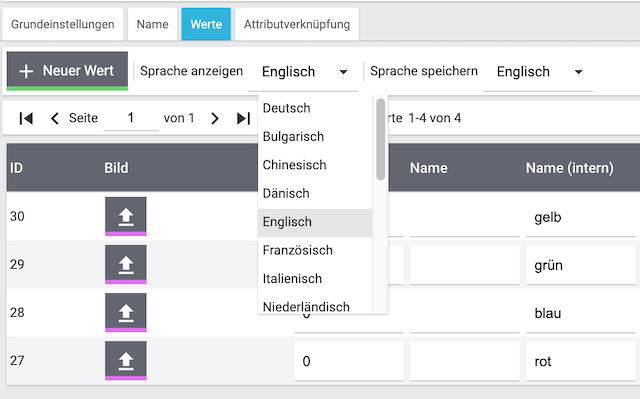 Grundeinstellungen Name Werte Attributverknüpfung
Neuer Wert Sprache anzeigen Englisch Sprache speichern Englisch
Seite 1 von 1 rte 1-4 von 4
Deutsch
Bulgarisch
Chinesisch
Dänisch
Englisch
Französisch
Italienisch
Niederländisch
ID Bild Name Name (intern)
30 gelb
29 grün
28 blau
27 0 rot